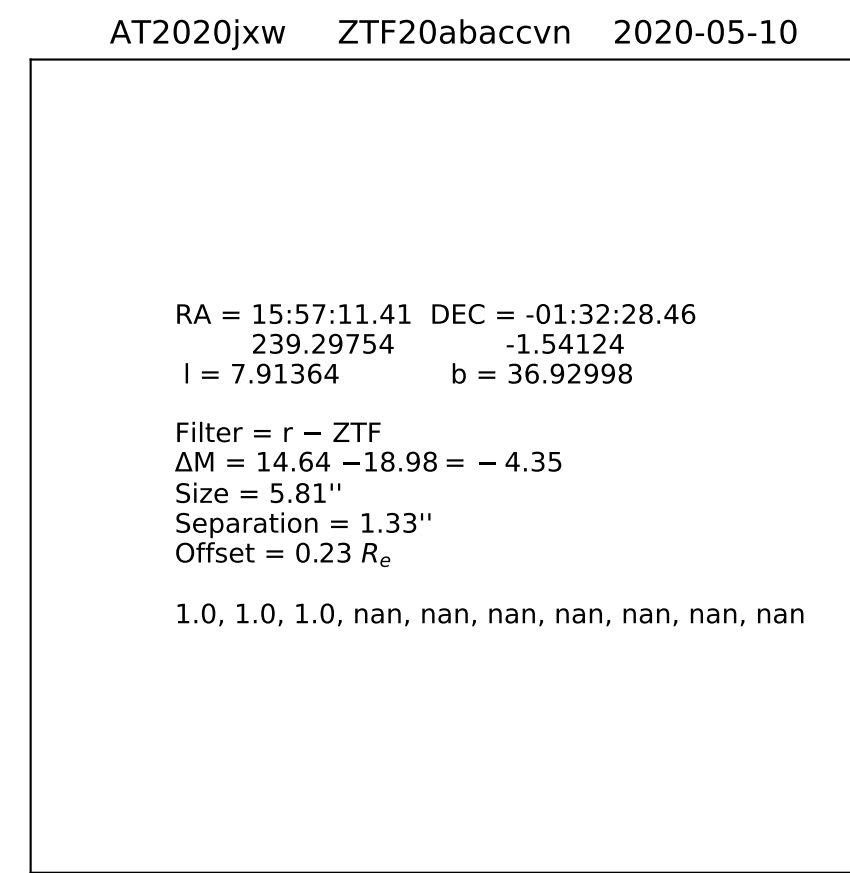 AT2020jxw ZTF20abaccvn 2020-05-10
RA = 15:57:11.41 DEC = -01:32:28.46
239.29754 -1.54124
l = 7.91364 b = 36.92998
Filter = r − ZTF
ΔM = 14.64 −18.98 = − 4.35
Size = 5.81''
Separation = 1.33''
Offset = 0.23 Rₑ
1.0, 1.0, 1.0, nan, nan, nan, nan, nan, nan, nan